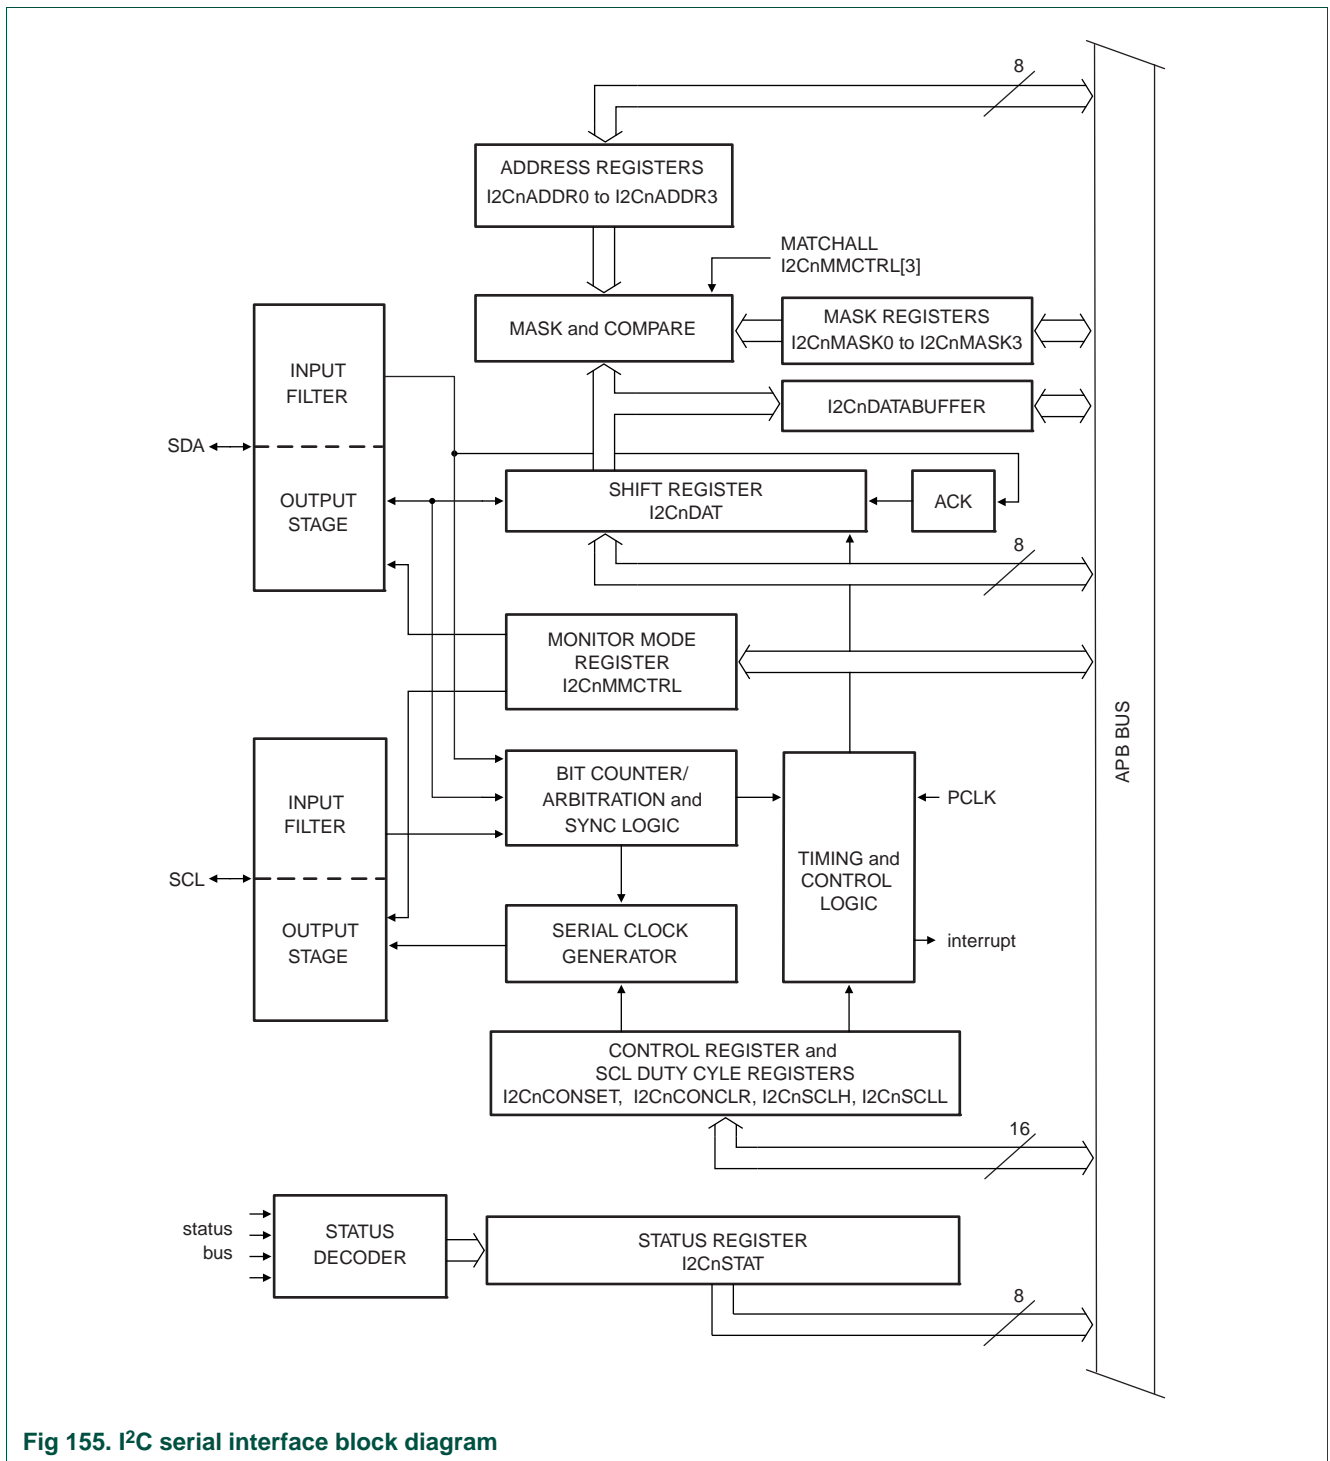 8
ADDRESS REGISTERS
I2CnADDR0 to I2CnADDR3
MATCHALL
I2CnMMCTRL[3]
MASK and COMPARE
MASK REGISTERS
I2CnMASK0 to I2CnMASK3
INPUT
FILTER
I2CnDATABUFFER
SDA
OUTPUT
STAGE
SHIFT REGISTER
I2CnDAT
ACK
8
MONITOR MODE
REGISTER
I2CnMMCTRL
APB BUS
INPUT
FILTER
BIT COUNTER/
ARBITRATION and
SYNC LOGIC
PCLK
TIMING and
CONTROL
LOGIC
SCL
OUTPUT
STAGE
SERIAL CLOCK
GENERATOR
interrupt
CONTROL REGISTER and
SCL DUTY CYLE REGISTERS
I2CnCONSET, I2CnCONCLR, I2CnSCLH, I2CnSCLL
16
status
bus
STATUS
DECODER
STATUS REGISTER
I2CnSTAT
8
Fig 155. I²C serial interface block diagram